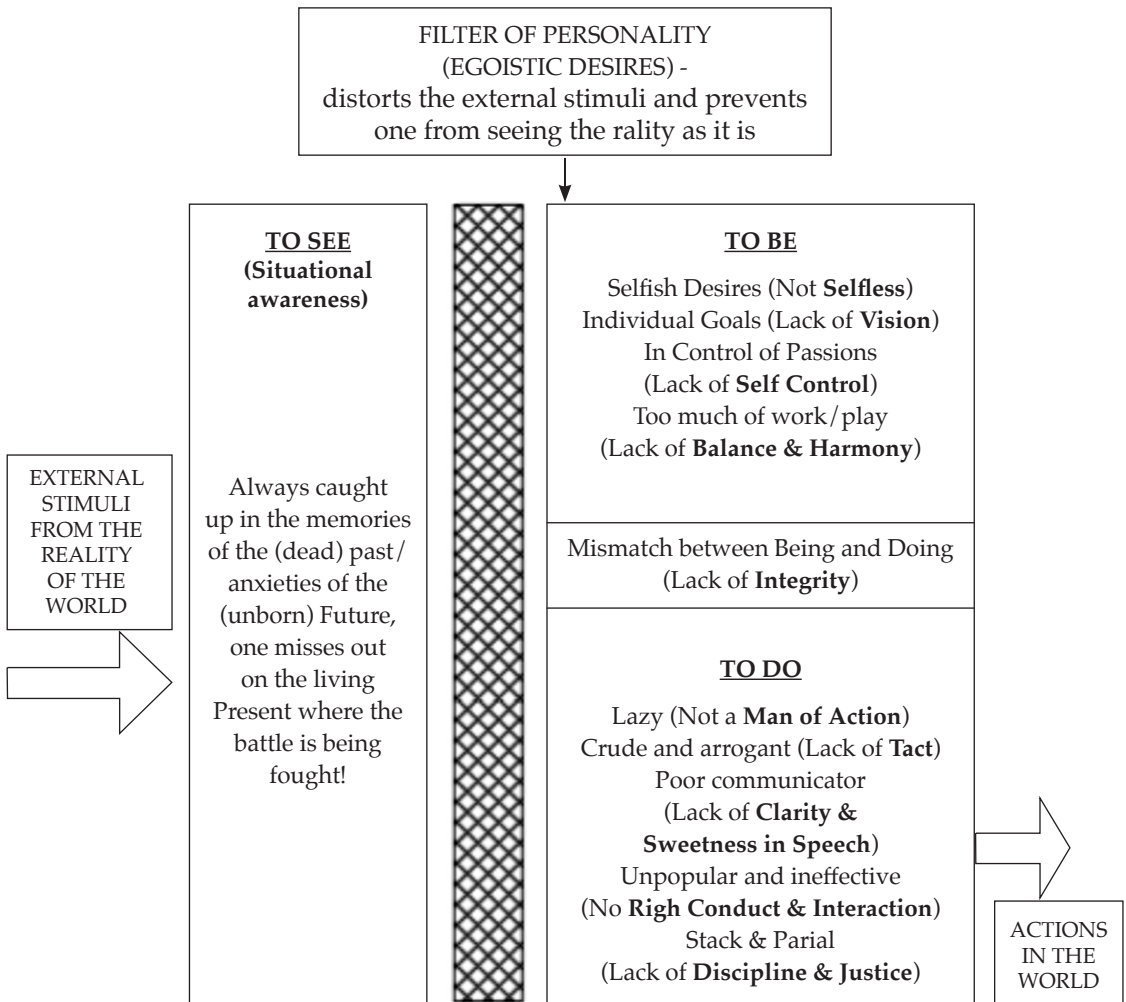 FILTER OF PERSONALITY
(EGOISTIC DESIRES) -
distorts the external stimuli and prevents
one from seeing the rality as it is
EXTERNAL
STIMULI
FROM THE
REALITY
OF THE
WORLD
TO SEE
(Situational
awareness)
Always caught
up in the memories
of the (dead) past/
anxieties of the
(unborn) Future,
one misses out
on the living
Present where the
battle is being
fought!
TO BE
Selfish Desires (Not Selfless)
Individual Goals (Lack of Vision)
In Control of Passions
(Lack of Self Control)
Too much of work/play
(Lack of Balance & Harmony)
Mismatch between Being and Doing
(Lack of Integrity)
TO DO
Lazy (Not a Man of Action)
Crude and arrogant (Lack of Tact)
Poor communicator
(Lack of Clarity &
Sweetness in Speech)
Unpopular and ineffective
(No Righ Conduct & Interaction)
Stack & Parial
(Lack of Discipline & Justice)
ACTIONS
IN THE
WORLD